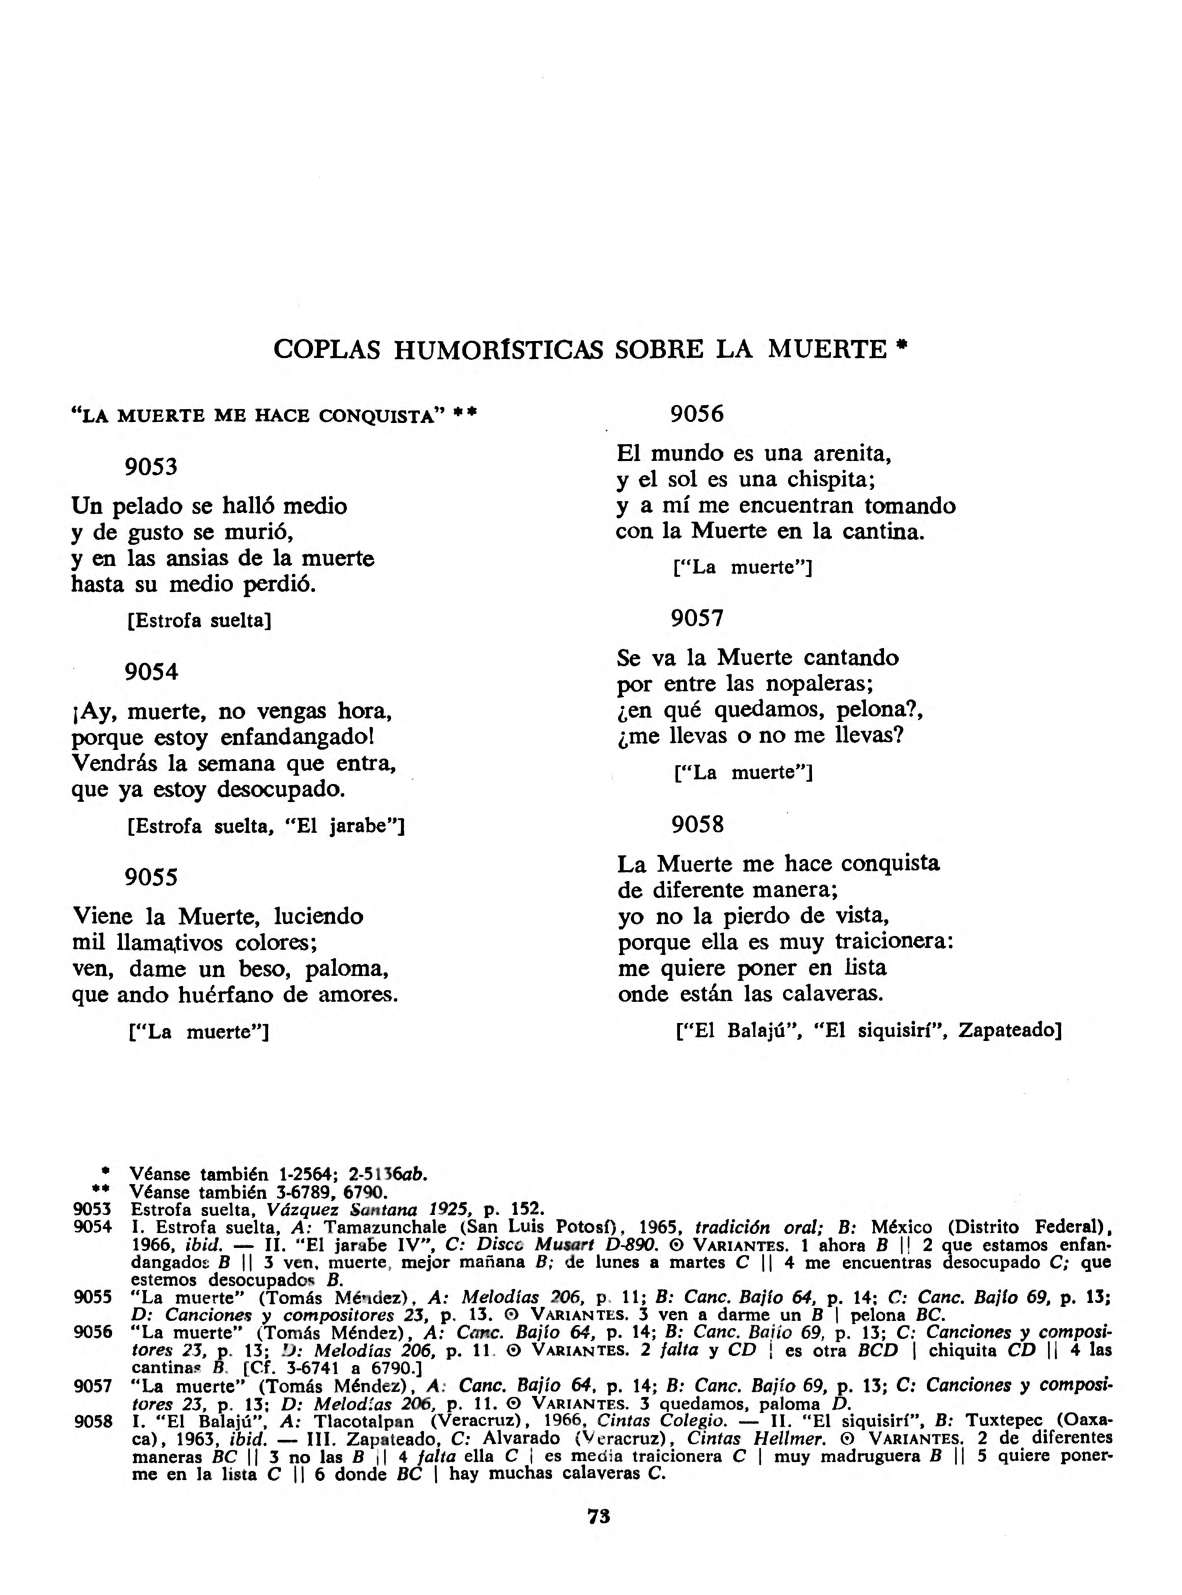 COPLAS HUMORÍSTICAS SOBRE LA MUERTE *
“LA MUERTE ME HACE CONQUISTA” **
9053
Un pelado se halló medio
y de gusto se murió,
y en las ansias de la muerte
hasta su medio perdió.
[Estrofa suelta]
9054
¡Ay, muerte, no vengas hora,
porque estoy enfandangado!
Vendrás la semana que entra,
que ya estoy desocupado.
[Estrofa suelta, “El jarabe”]
9055
Viene la Muerte, luciendo
mil llamativos colores;
ven, dame un beso, paloma,
que ando huérfano de amores.
[“La muerte”]
9056
El mundo es una arenita,
y el sol es una chispita;
y a mí me encuentran tomando
con la Muerte en la cantina.
[“La muerte”]
9057
Se va la Muerte cantando
por entre las nopaleras;
¿en qué quedamos, pelona?,
¿me llevas o no me llevas?
[“La muerte”]
9058
La Muerte me hace conquista
de diferente manera;
yo no la pierdo de vista,
porque ella es muy traicionera:
me quiere poner en lista
onde están las calaveras.
[“El Balajú”, “El siquisirí”, Zapateado]
* Véanse también 1-2564; 2-5136ab.
** Véanse también 3-6789, 6790.
9053 Estrofa suelta, Vázquez Santana 1925, p. 152.
9054 I. Estrofa suelta, A: Tamazunchale (San Luis Potosí), 1965, tradición oral; B: México (Distrito Federal),
1966, ibid. — II. “El jarabe IV”, C: Disco Musart D-890. ⊙ VARIANTES. 1 ahora B || 2 que estamos enfan-
dangados B || 3 ven, muerte, mejor mañana B; de lunes a martes C || 4 me encuentras desocupado C; que
estemos desocupados B.
9055 “La muerte” (Tomás Méndez), A: Melodías 206, p. 11; B: Canc. Bajío 64, p. 14; C: Canc. Bajío 69, p. 13;
D: Canciones y compositores 23, p. 13. ⊙ VARIANTES. 3 ven a darme un B | pelona BC.
9056 “La muerte” (Tomás Méndez), A: Canc. Bajío 64, p. 14; B: Canc. Bajío 69, p. 13; C: Canciones y composi-
tores 23, p. 13; D: Melodías 206, p. 11. ⊙ VARIANTES. 2 falta y CD | es otra BCD | chiquita CD || 4 las
cantinas B. [Cf. 3-6741 a 6790.]
9057 “La muerte” (Tomás Méndez), A: Canc. Bajío 64, p. 14; B: Canc. Bajío 69, p. 13; C: Canciones y composi-
tores 23, p. 13; D: Melodías 206, p. 11. ⊙ VARIANTES. 3 quedamos, paloma D.
9058 I. “El Balajú”, A: Tlacotalpan (Veracruz), 1966, Cintas Colegio. — II. “El siquisirí”, B: Tuxtepec (Oaxa-
ca), 1963, ibid. — III. Zapateado, C: Alvarado (Veracruz), Cintas Hellmer. ⊙ VARIANTES. 2 de diferentes
maneras BC || 3 no las B || 4 falta ella C | es media traicionera C | muy madruguera B || 5 quiere poner-
me en la lista C || 6 donde BC | hay muchas calaveras C.
73